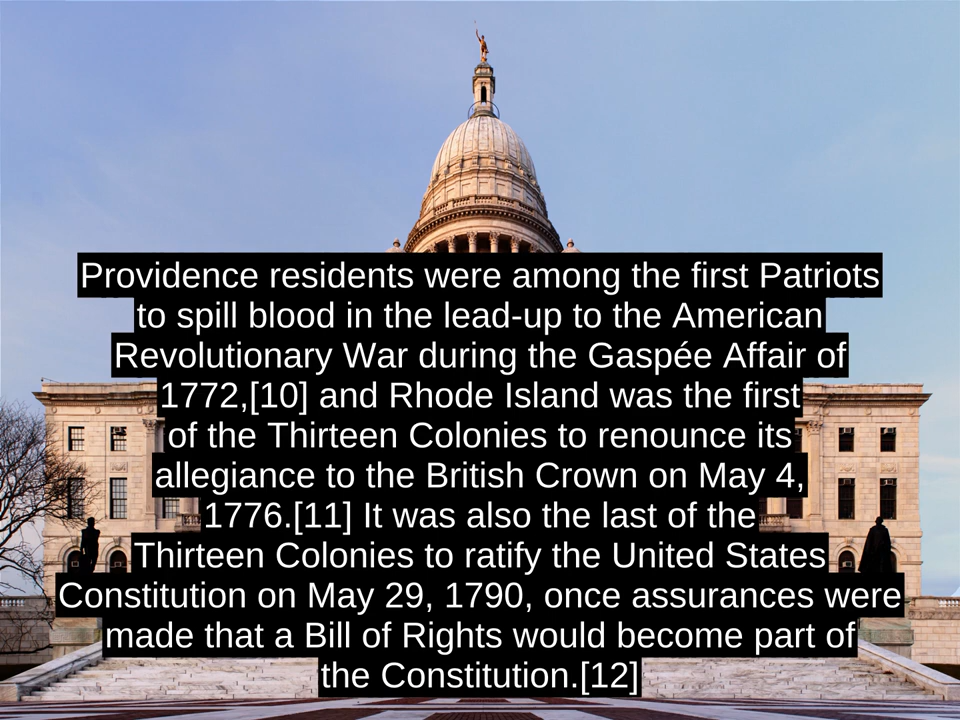 Providence residents were among the first Patriots
to spill blood in the lead-up to the American
Revolutionary War during the Gaspée Affair of
1772,[10] and Rhode Island was the first
of the Thirteen Colonies to renounce its
allegiance to the British Crown on May 4,
1776.[11] It was also the last of the
Thirteen Colonies to ratify the United States
Constitution on May 29, 1790, once assurances were
made that a Bill of Rights would become part of
the Constitution.[12]